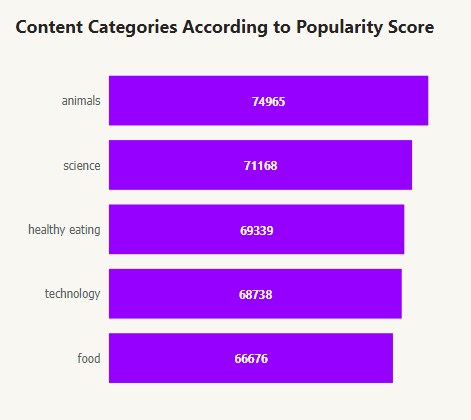 Content Categories According to Popularity Score
animals 74965
science 71168
healthy eating 69339
technology 68738
food 66676